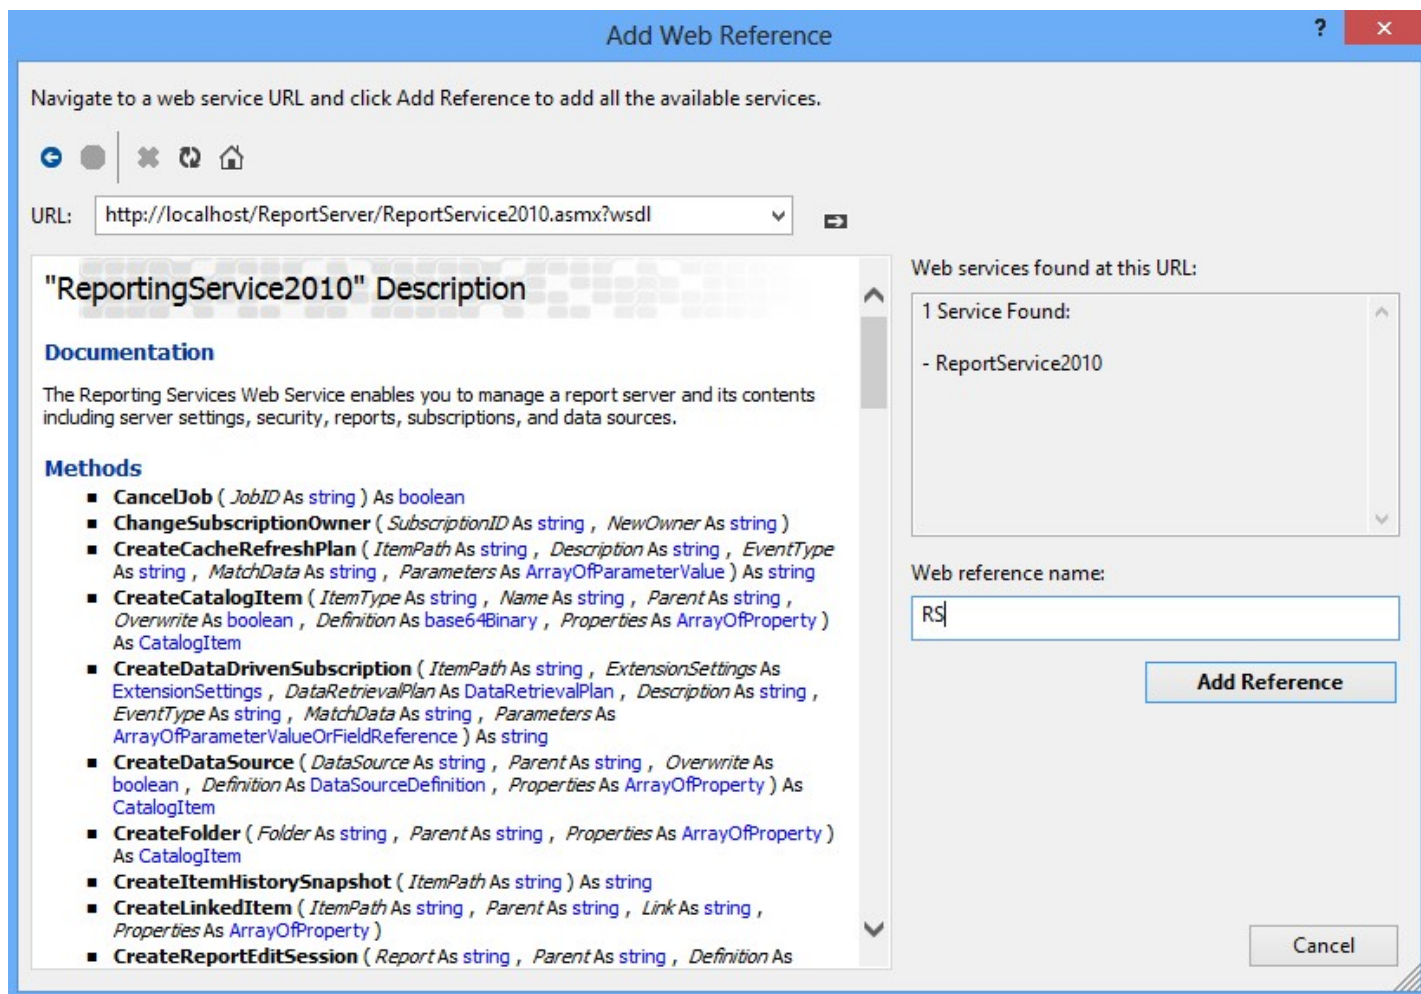 Add Web Reference
?
Navigate to a web service URL and click Add Reference to add all the available services.
URL: http://localhost/ReportServer/ReportService2010.asmx?wsdl
"ReportingService2010" Description
Documentation
The Reporting Services Web Service enables you to manage a report server and its contents
including server settings, security, reports, subscriptions, and data sources.
Methods
▪ CancelJob ( JobID As string ) As boolean
▪ ChangeSubscriptionOwner ( SubscriptionID As string , NewOwner As string )
▪ CreateCacheRefreshPlan ( ItemPath As string , Description As string , EventType
As string , MatchData As string , Parameters As ArrayOfParameterValue ) As string
▪ CreateCatalogItem ( ItemType As string , Name As string , Parent As string ,
Overwrite As boolean , Definition As base64Binary , Properties As ArrayOfProperty )
As CatalogItem
▪ CreateDataDrivenSubscription ( ItemPath As string , ExtensionSettings As
ExtensionSettings , DataRetrievalPlan As DataRetrievalPlan , Description As string ,
EventType As string , MatchData As string , Parameters As
ArrayOfParameterValueOrFieldReference ) As string
▪ CreateDataSource ( DataSource As string , Parent As string , Overwrite As
boolean , Definition As DataSourceDefinition , Properties As ArrayOfProperty ) As
CatalogItem
▪ CreateFolder ( Folder As string , Parent As string , Properties As ArrayOfProperty )
As CatalogItem
▪ CreateItemHistorySnapshot ( ItemPath As string ) As string
▪ CreateLinkedItem ( ItemPath As string , Parent As string , Link As string ,
Properties As ArrayOfProperty )
▪ CreateReportEditSession ( Report As string , Parent As string , Definition As
Web services found at this URL:
1 Service Found:
- ReportService2010
Web reference name:
RS
Add Reference
Cancel